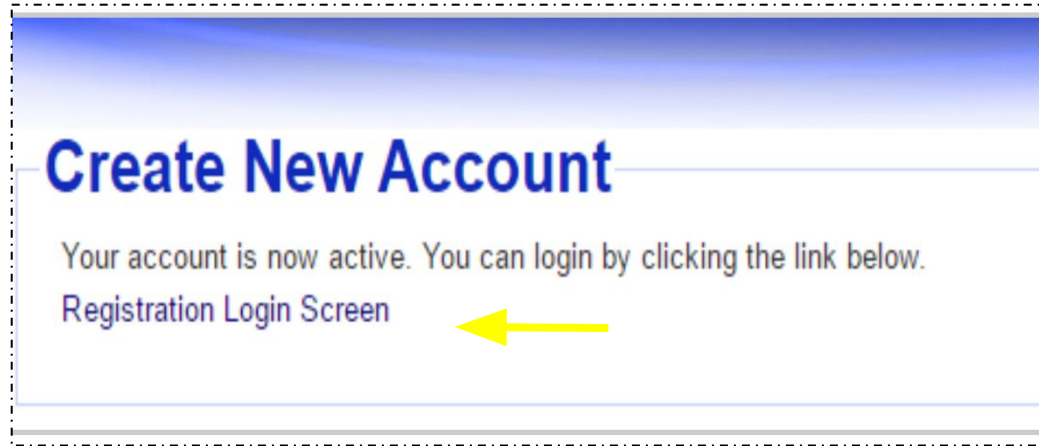 Create New Account
Your account is now active. You can login by clicking the link below.
Registration Login Screen